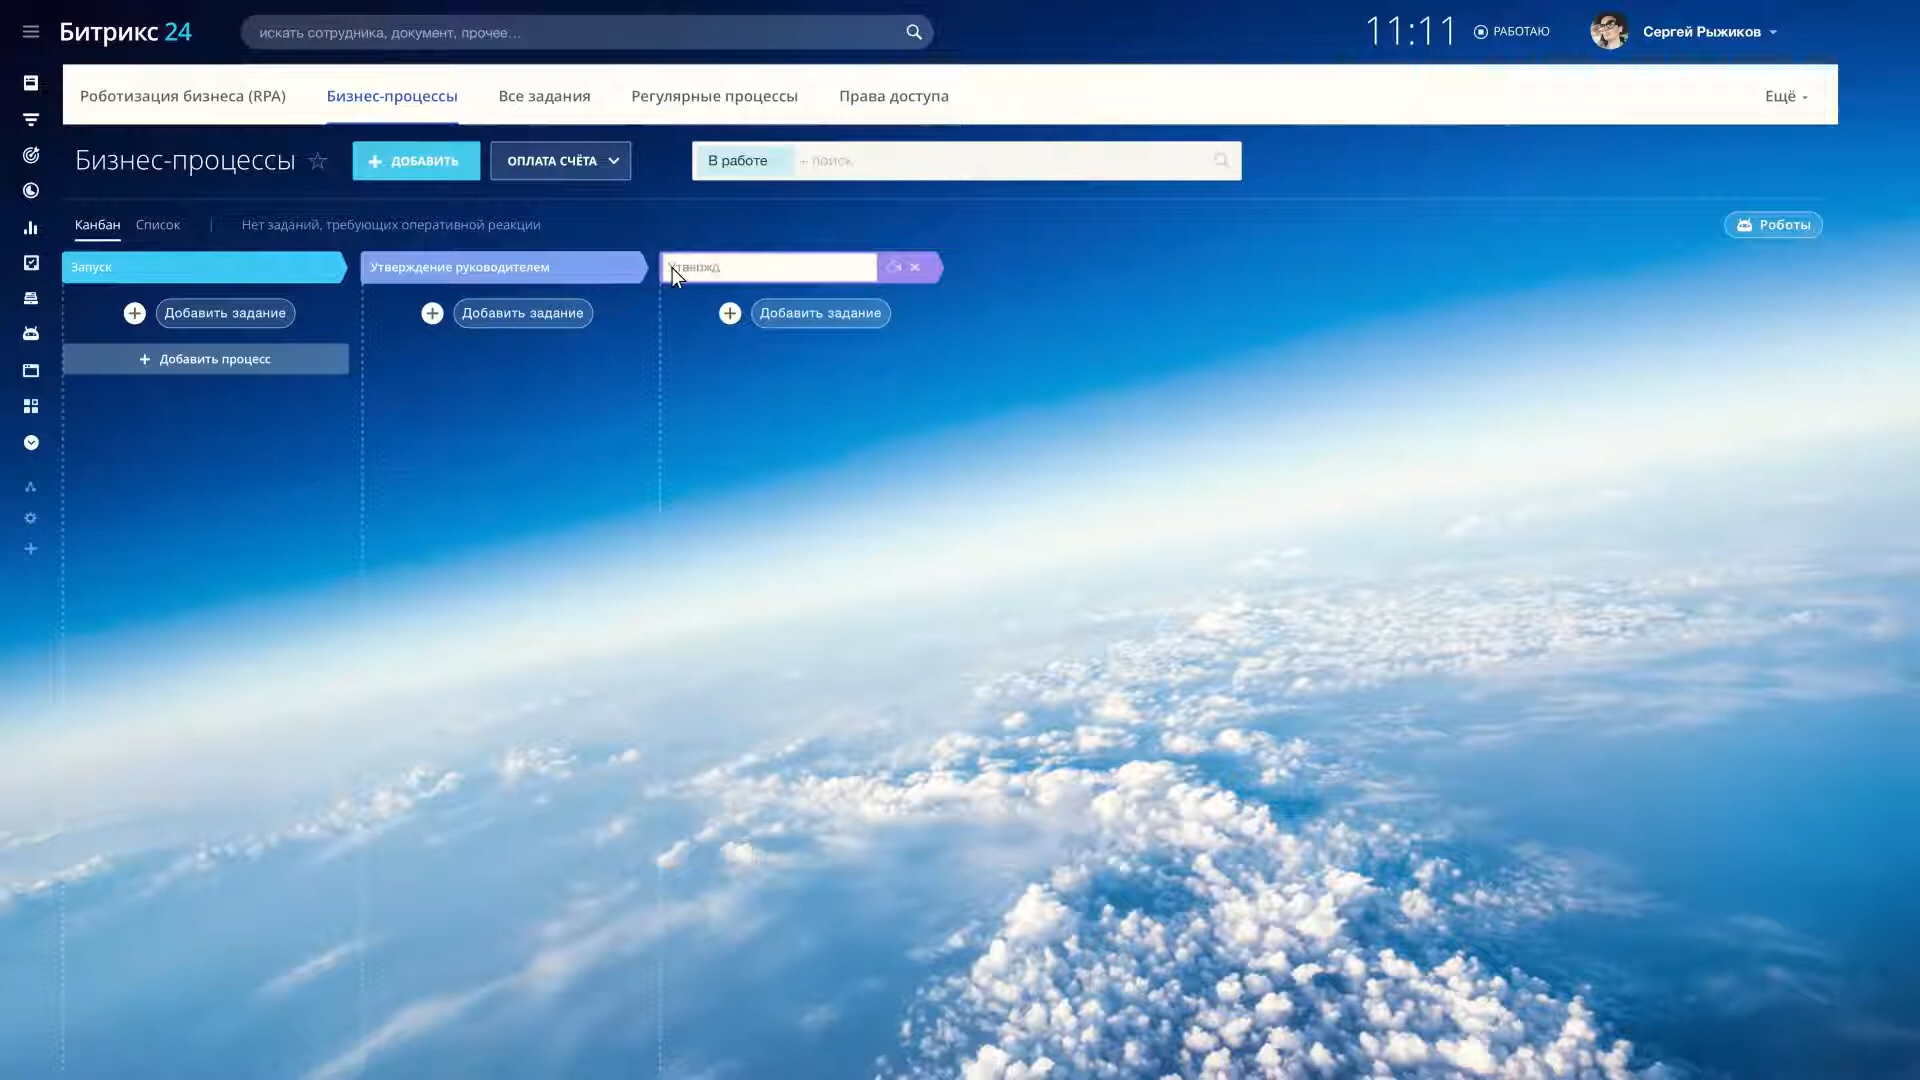 Битрикс 24
искать сотрудника, документ, прочее...
11:11
РАБОТАЮ
Сергей Рыжиков
Роботизация бизнеса (RPA)
Бизнес-процессы
Все задания
Регулярные процессы
Права доступа
Ещё
Бизнес-процессы
+ ДОБАВИТЬ
ОПЛАТА СЧЁТА
В работе
+ поиск
Канбан
Список
Нет заданий, требующих оперативной реакции
Роботы
Запуск
Утверждение руководителем
Утвержд
Добавить задание
Добавить задание
Добавить задание
+ Добавить процесс